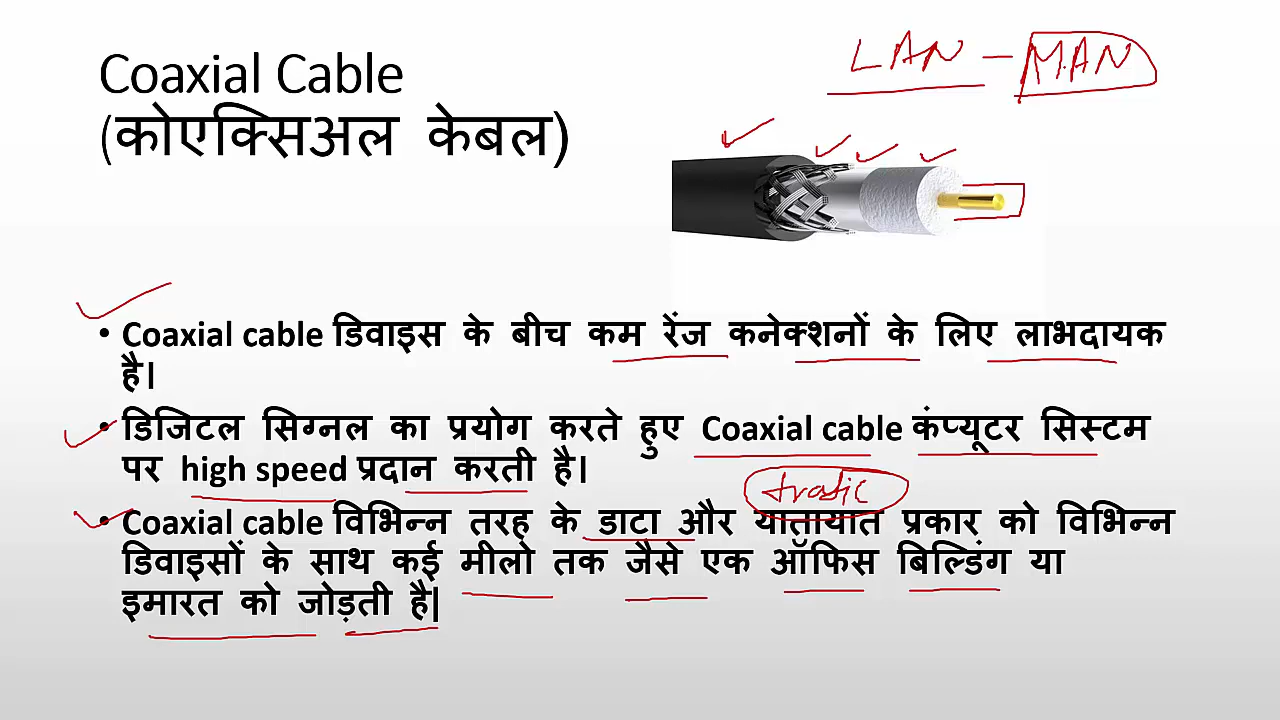 Coaxial Cable
(कोएक्सिअल केबल)
LAN - MAN
• Coaxial cable डिवाइस के बीच कम रेंज कनेक्शनों के लिए लाभदायक
है।
• डिजिटल सिग्नल का प्रयोग करते हुए Coaxial cable कंप्यूटर सिस्टम
पर high speed प्रदान करती है।
trafic
• Coaxial cable विभिन्न तरह के डाटा और यातायात प्रकार को विभिन्न
डिवाइसों के साथ कई मीलो तक जैसे एक ऑफिस बिल्डिंग या
इमारत को जोड़ती है|